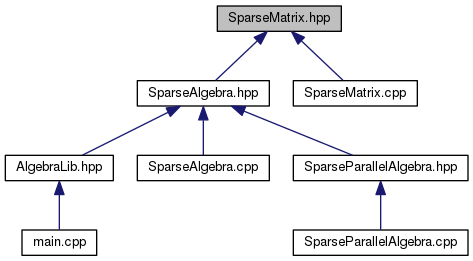 SparseMatrix.hpp
SparseAlgebra.hpp
SparseMatrix.cpp
AlgebraLib.hpp
SparseAlgebra.cpp
SparseParallelAlgebra.hpp
main.cpp
SparseParallelAlgebra.cpp